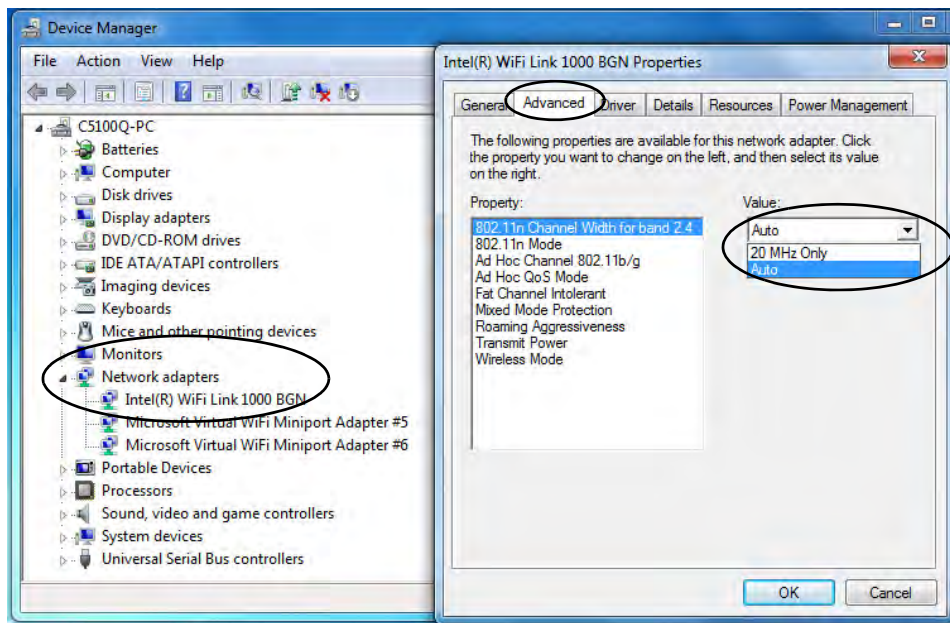 Device Manager
File Action View Help
C5100Q-PC
Batteries
Computer
Disk drives
Display adapters
DVD/CD-ROM drives
IDE ATA/ATAPI controllers
Imaging devices
Keyboards
Mice and other pointing devices
Monitors
Network adapters
Intel(R) WiFi Link 1000 BGN
Microsoft Virtual WiFi Miniport Adapter #5
Microsoft Virtual WiFi Miniport Adapter #6
Portable Devices
Processors
Sound, video and game controllers
System devices
Universal Serial Bus controllers
Intel(R) WiFi Link 1000 BGN Properties
General Advanced Driver Details Resources Power Management
The following properties are available for this network adapter. Click
the property you want to change on the left, and then select its value
on the right.
Property:
802.11n Channel Width for band 2.4
802.11n Mode
Ad Hoc Channel 802.11b/g
Ad Hoc QoS Mode
Fat Channel Intolerant
Mixed Mode Protection
Roaming Aggressiveness
Transmit Power
Wireless Mode
Value:
Auto
20 MHz Only
Auto
OK Cancel